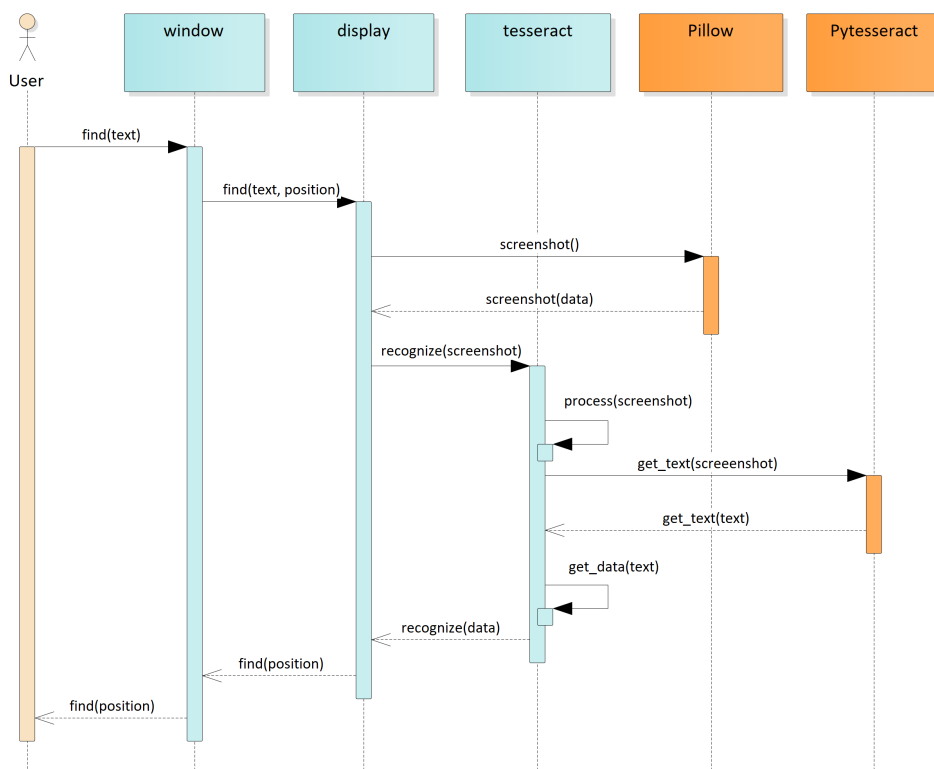 window
display
tesseract
Pillow
Pytesseract
User
find(text)
find(text, position)
screenshot()
screenshot(data)
recognize(screenshot)
process(screenshot)
get_text(screeenshot)
get_text(text)
get_data(text)
recognize(data)
find(position)
find(position)